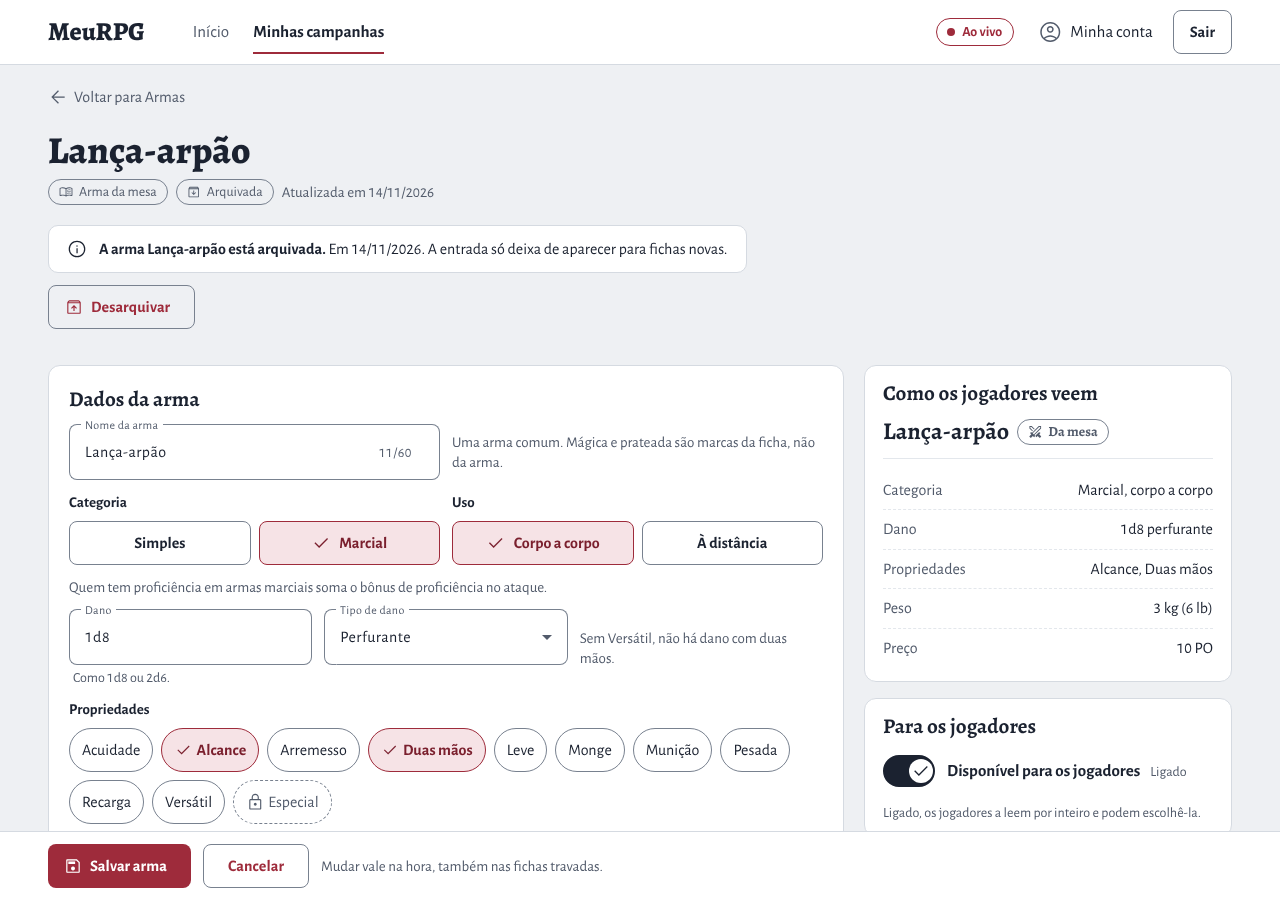 MeuRPG
Início
Minhas campanhas
Ao vivo
Minha conta
Sair
Voltar para Armas
Lança-arpão
Arma da mesa
Arquivada
Atualizada em 14/11/2026
A arma Lança-arpão está arquivada. Em 14/11/2026. A entrada só deixa de aparecer para fichas novas.
Desarquivar
Dados da arma
Nome da arma
Lança-arpão
11/60
Uma arma comum. Mágica e prateada são marcas da ficha, não
da arma.
Categoria
Simples
Marcial
Uso
Corpo a corpo
À distância
Quem tem proficiência em armas marciais soma o bônus de proficiência no ataque.
Dano
1d8
Como 1d8 ou 2d6.
Tipo de dano
Perfurante
Sem Versátil, não há dano com duas
mãos.
Propriedades
Acuidade
Alcance
Arremesso
Duas mãos
Leve
Monge
Munição
Pesada
Recarga
Versátil
Especial
Como os jogadores veem
Lança-arpão
Da mesa
Categoria
Marcial, corpo a corpo
Dano
1d8 perfurante
Propriedades
Alcance, Duas mãos
Peso
3 kg (6 lb)
Preço
10 PO
Para os jogadores
Disponível para os jogadores
Ligado
Ligado, os jogadores a leem por inteiro e podem escolhê-la.
Salvar arma
Cancelar
Mudar vale na hora, também nas fichas travadas.